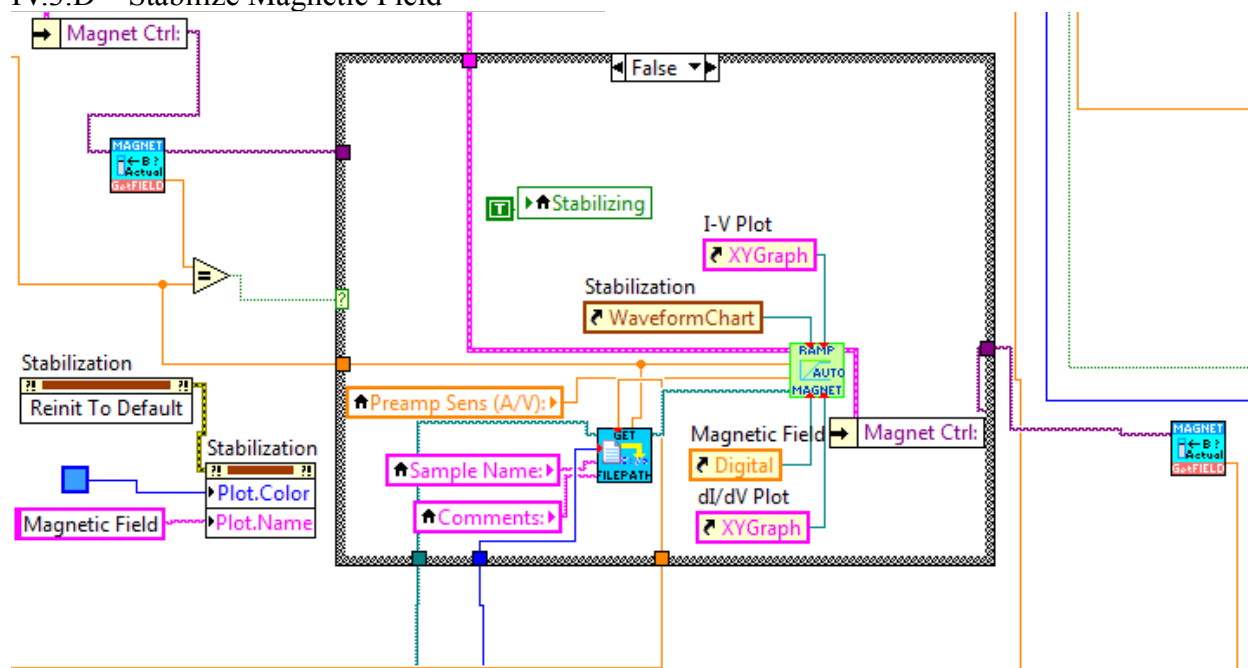 IV.3.D – Stabilize Magnetic Field
Magnet Ctrl:
False
MAGNET
B ?
Actual
GetFIELD
T
Stabilizing
I-V Plot
XYGraph
=
Stabilization
WaveformChart
?
RAMP
AUTO
MAGNET
Stabilization
?! ?!
Reinit To Default
Preamp Sens (A/V):
Stabilization
?! ?!
Plot.Color
Magnetic Field
Plot.Name
GET
FILEPATH
Sample Name:
Comments:
Magnetic Field
Digital
dI/dV Plot
XYGraph
Magnet Ctrl:
MAGNET
B ?
Actual
GetFIELD